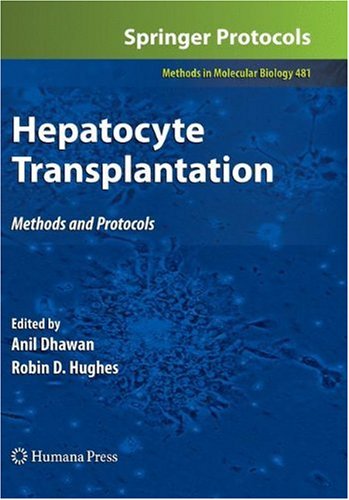 Springer Protocols
Methods in Molecular Biology 481
Hepatocyte
Transplantation
Methods and Protocols
Edited by
Anil Dhawan
Robin D. Hughes
Humana Press